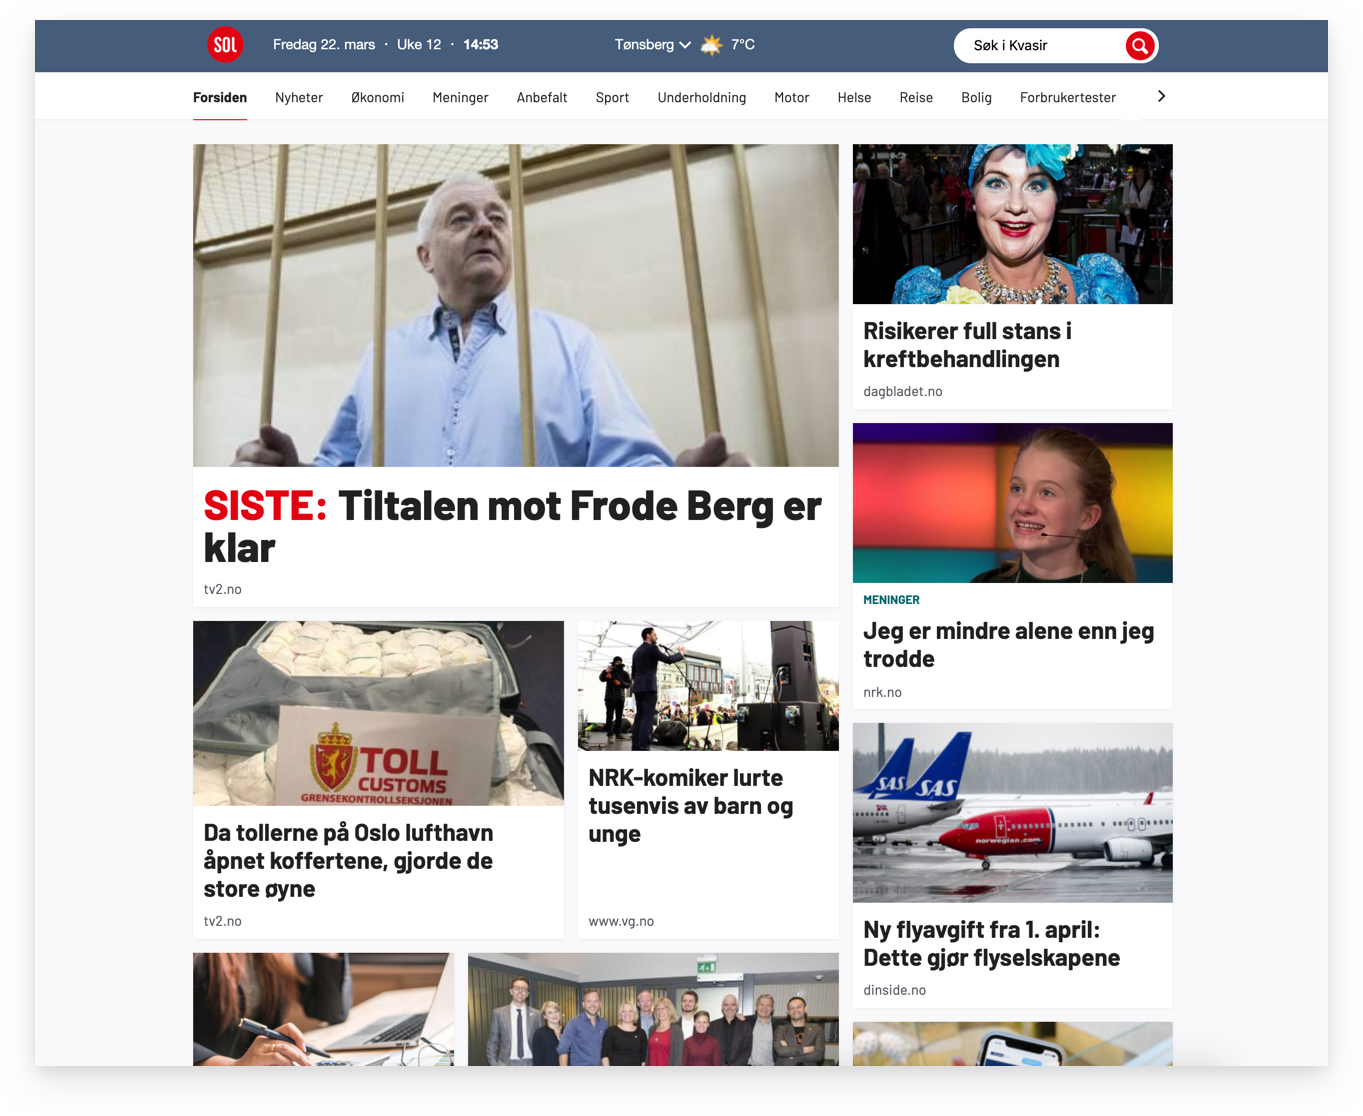 SOL
Fredag 22. mars · Uke 12 · 14:53
Tønsberg
7°C
Søk i Kvasir
Forsiden
Nyheter
Økonomi
Meninger
Anbefalt
Sport
Underholdning
Motor
Helse
Reise
Bolig
Forbrukertester
SISTE: Tiltalen mot Frode Berg er
klar
tv2.no
TOLL
CUSTOMS
GRENSEKONTROLLSEKSJONEN
Da tollerne på Oslo lufthavn
åpnet koffertene, gjorde de
store øyne
tv2.no
NRK-komiker lurte
tusenvis av barn og
unge
www.vg.no
Risikerer full stans i
kreftbehandlingen
dagbladet.no
MENINGER
Jeg er mindre alene enn jeg
trodde
nrk.no
SAS
SAS
norwegian.com
Ny flyavgift fra 1. april:
Dette gjør flyselskapene
dinside.no